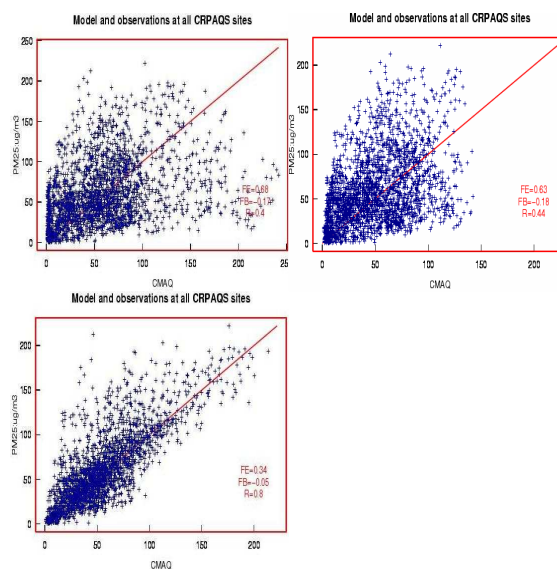 Model and observations at all CRPAQS sites
PM25.ug/m3
250
200
150
100
50
0
FE=0.68
FB=−0.17
R=0.4
0 50 100 150 200 25
CMAQ
Model and observations at all CRPAQS sites
PM25.ug/m3
200
150
100
50
0
FE=0.63
FB=−0.18
R=0.44
0 50 100 150 200
CMAQ
Model and observations at all CRPAQS sites
PM25.ug/m3
200
150
100
50
0
FE=0.34
FB=−0.05
R=0.8
0 50 100 150 200
CMAQ